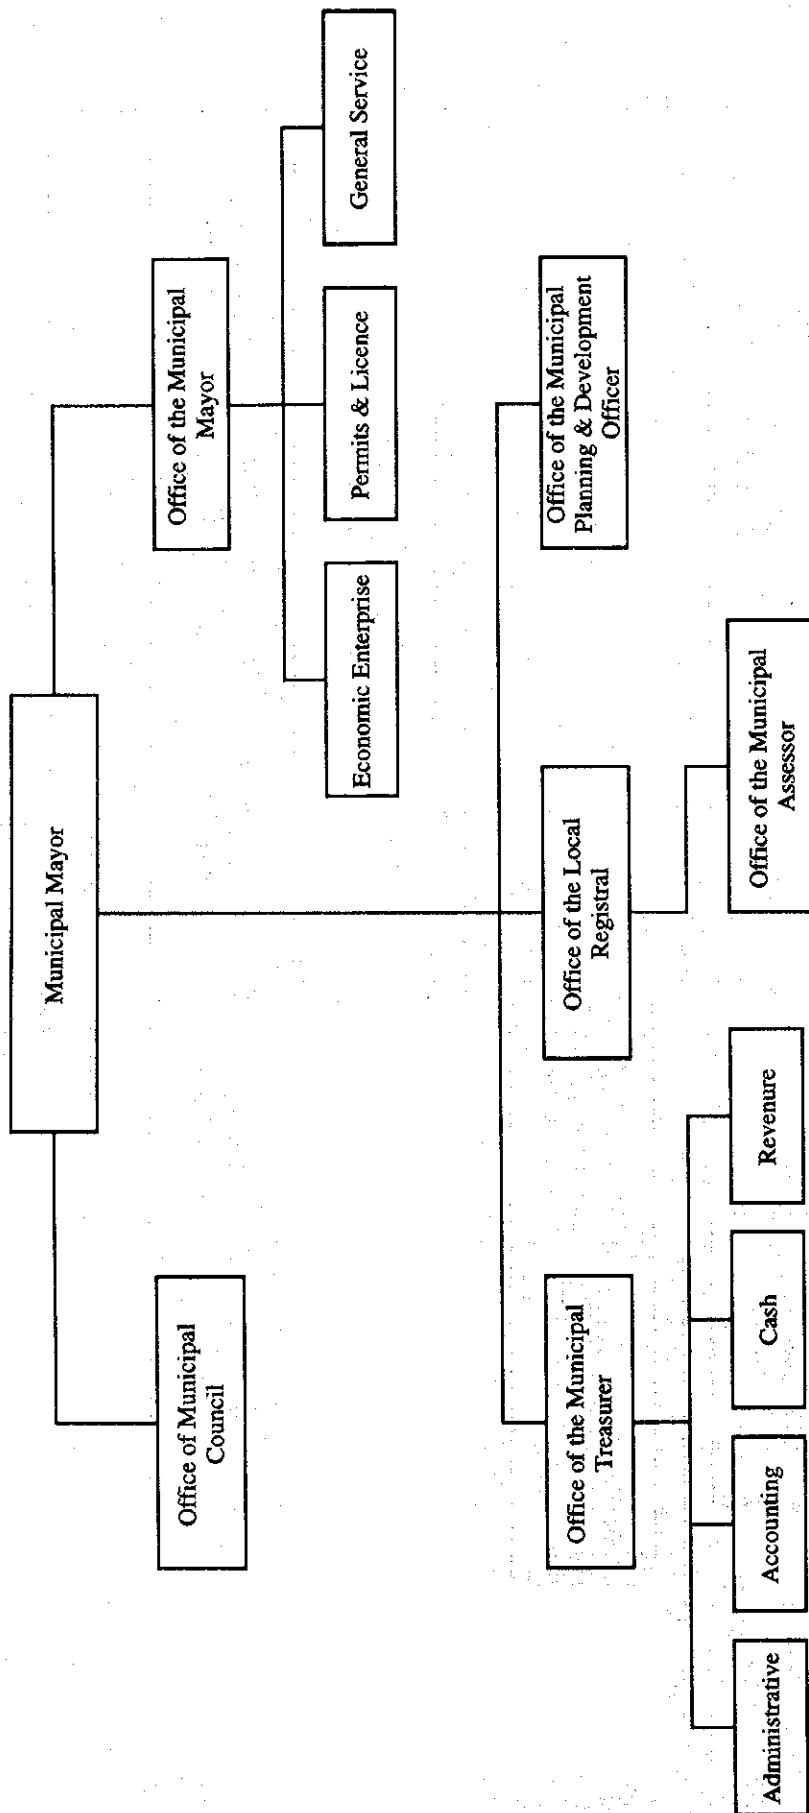 Municipal Mayor
Office of Municipal
Council
Office of the Municipal
Mayor
Economic Enterprise
Permits & Licence
General Service
Office of the Municipal
Treasurer
Office of the Local
Registral
Office of the Municipal
Planning & Development
Officer
Administrative
Accounting
Cash
Revenure
Office of the Municipal
Assessor